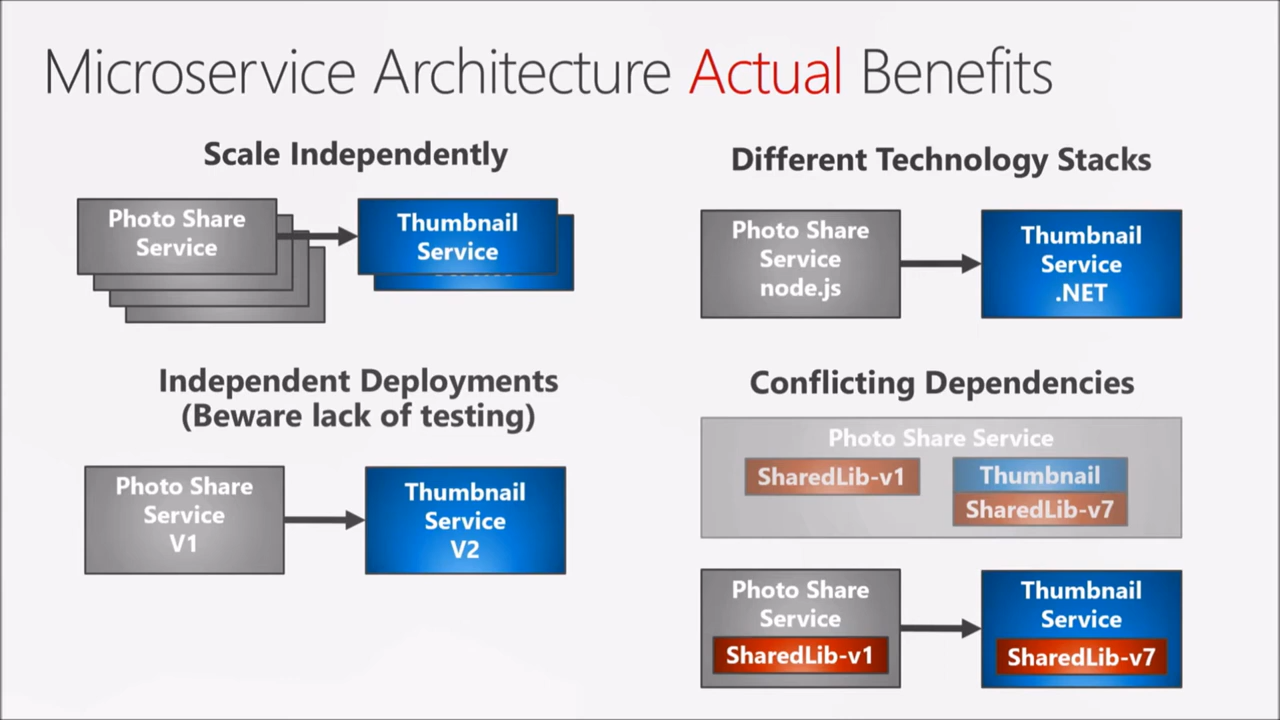 Microservice Architecture Actual Benefits
Scale Independently
Photo Share
Service
Thumbnail
Service
Different Technology Stacks
Photo Share
Service
node.js
Thumbnail
Service
.NET
Independent Deployments
(Beware lack of testing)
Photo Share
Service
V1
Thumbnail
Service
V2
Conflicting Dependencies
Photo Share Service
SharedLib-v1
Thumbnail
SharedLib-v7
Photo Share
Service
SharedLib-v1
Thumbnail
Service
SharedLib-v7